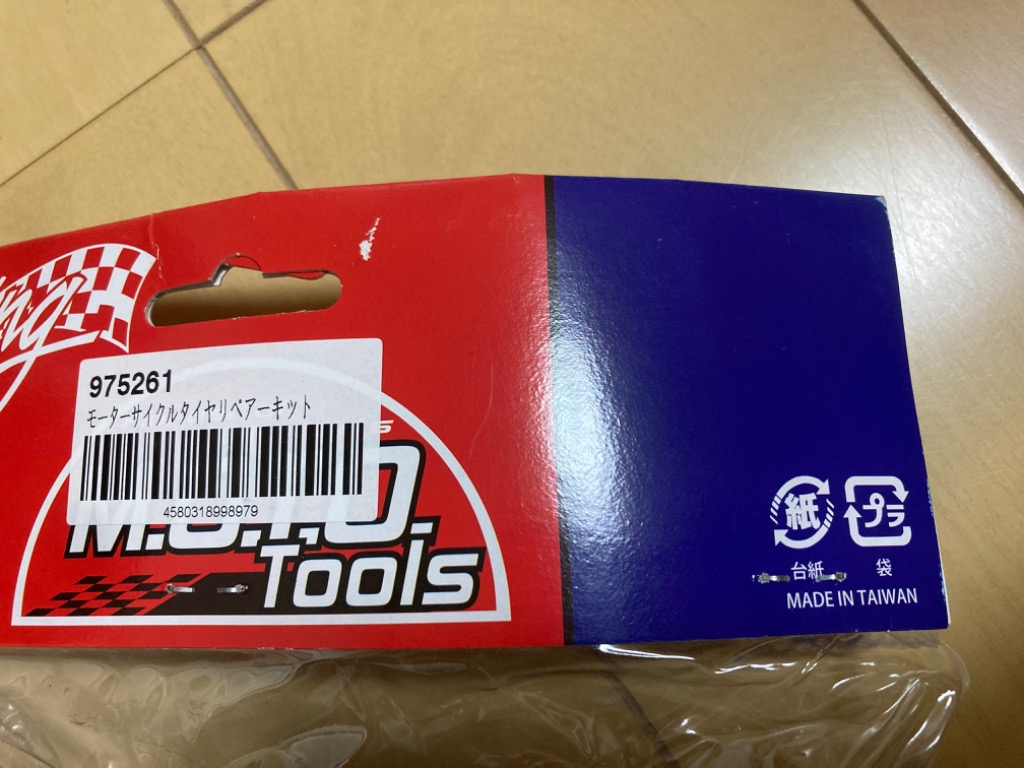 975261
モーターサイクルタイヤリペアーキット
4580318998979
M.O.T.O.
Tools
紙
プラ
台紙
袋
MADE IN TAIWAN